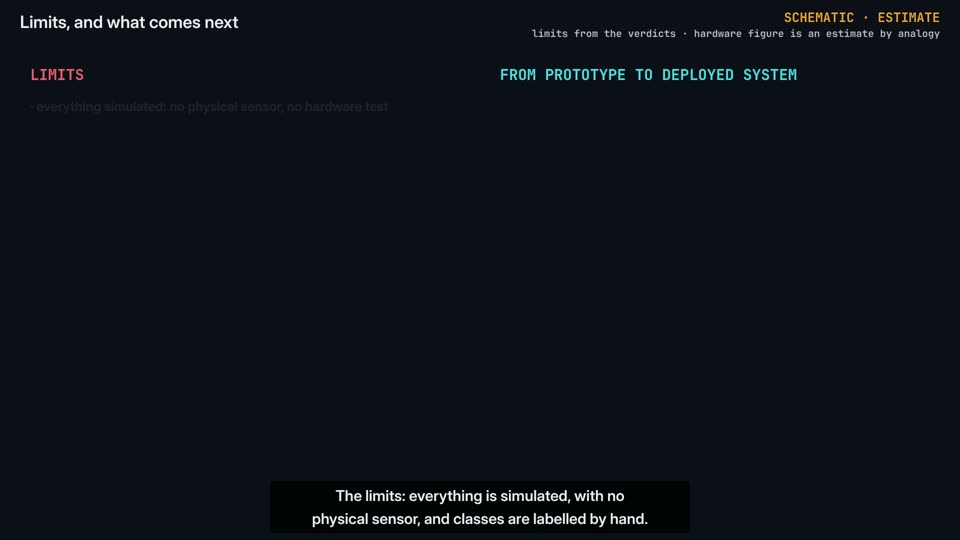 Limits, and what comes next
SCHEMATIC · ESTIMATE
limits from the verdicts · hardware figure is an estimate by analogy
LIMITS
FROM PROTOTYPE TO DEPLOYED SYSTEM
· everything simulated: no physical sensor, no hardware test
The limits: everything is simulated, with no
physical sensor, and classes are labelled by hand.